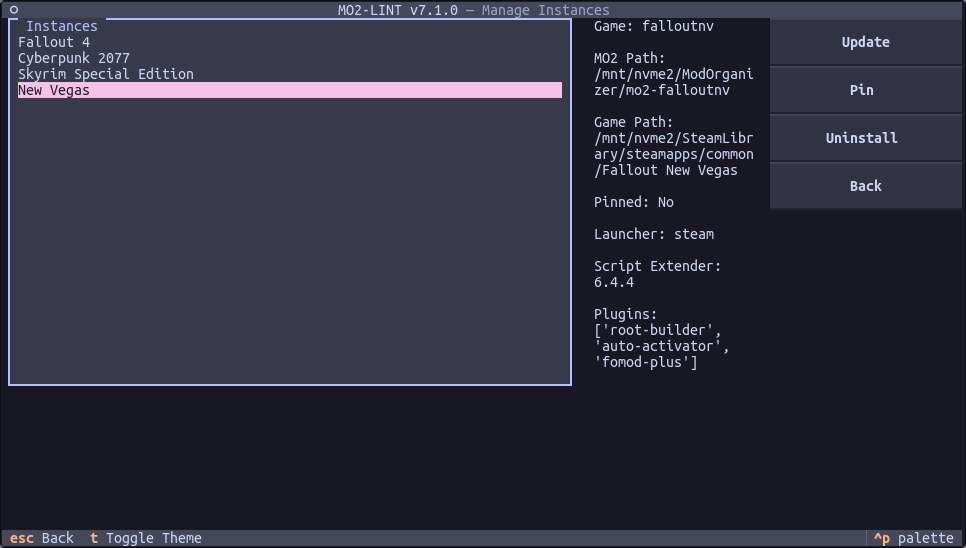 MO2-LINT v7.1.0 — Manage Instances
Instances
Fallout 4
Cyberpunk 2077
Skyrim Special Edition
New Vegas
Game: falloutnv
MO2 Path:
/mnt/nvme2/ModOrgani
zer/mo2-falloutnv
Game Path:
/mnt/nvme2/SteamLibr
ary/steamapps/common
/Fallout New Vegas
Pinned: No
Launcher: steam
Script Extender:
6.4.4
Plugins:
['root-builder',
'auto-activator',
'fomod-plus']
Update
Pin
Uninstall
Back
esc Back t Toggle Theme
^p palette